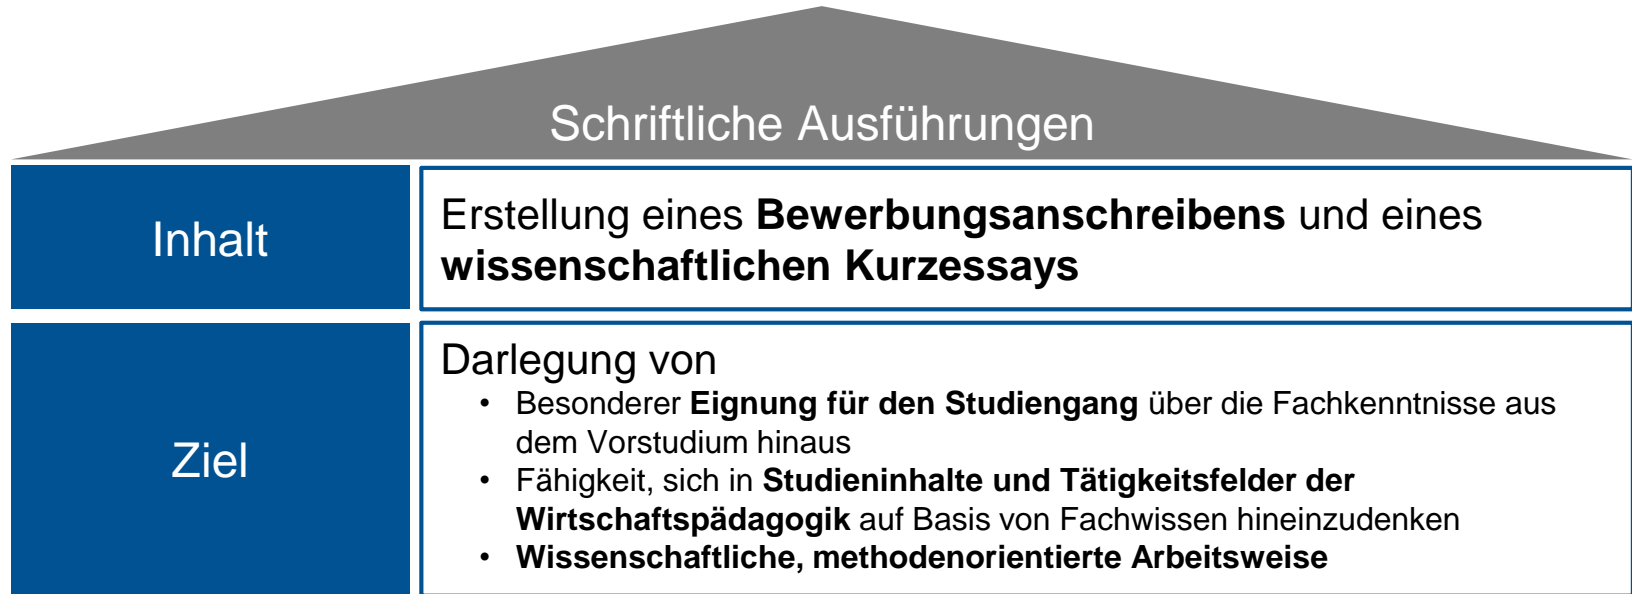 Schriftliche Ausführungen
Inhalt
Erstellung eines Bewerbungsanschreibens und eines
wissenschaftlichen Kurzessays
Ziel
Darlegung von
• Besonderer Eignung für den Studiengang über die Fachkenntnisse aus
dem Vorstudium hinaus
• Fähigkeit, sich in Studieninhalte und Tätigkeitsfelder der
Wirtschaftspädagogik auf Basis von Fachwissen hineinzudenken
• Wissenschaftliche, methodenorientierte Arbeitsweise